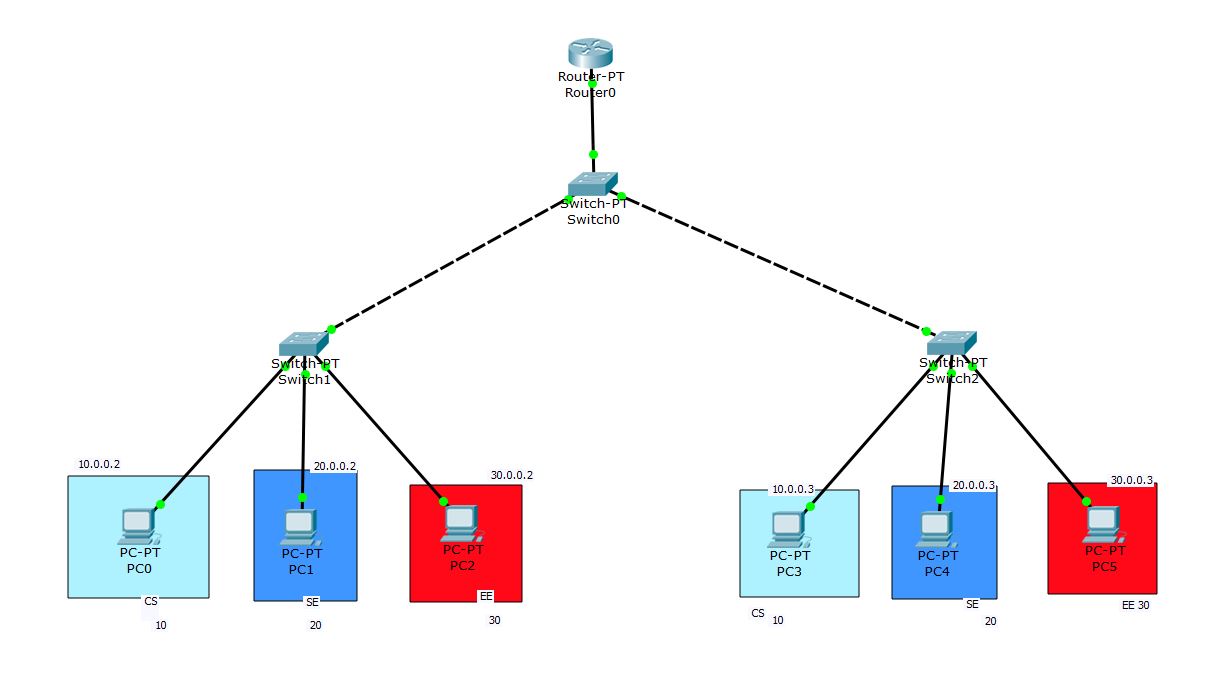 Router-PT
Router0
Switch-PT
Switch0
Switch-PT
Switch1
Switch-PT
Switch2
10.0.0.2
20.0.0.2
30.0.0.2
10.0.0.3
20.0.0.3
30.0.0.3
PC-PT
PC0
PC-PT
PC1
PC-PT
PC2
PC-PT
PC3
PC-PT
PC4
PC-PT
PC5
CS
10
SE
20
EE
30
CS
10
SE
20
EE 30